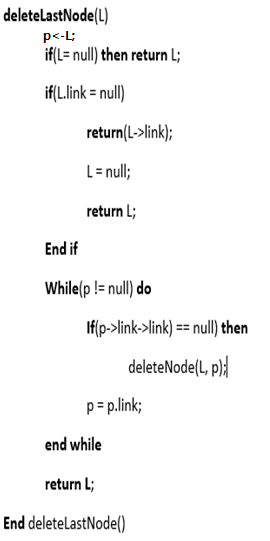 deleteLastNode(L)
p<-L;
if(L= null) then return L;
if(L.link = null)
return(L->link);
L = null;
return L;
End if
While(p != null) do
If(p->link->link) == null) then
deleteNode(L, p);
p = p.link;
end while
return L;
End deleteLastNode()